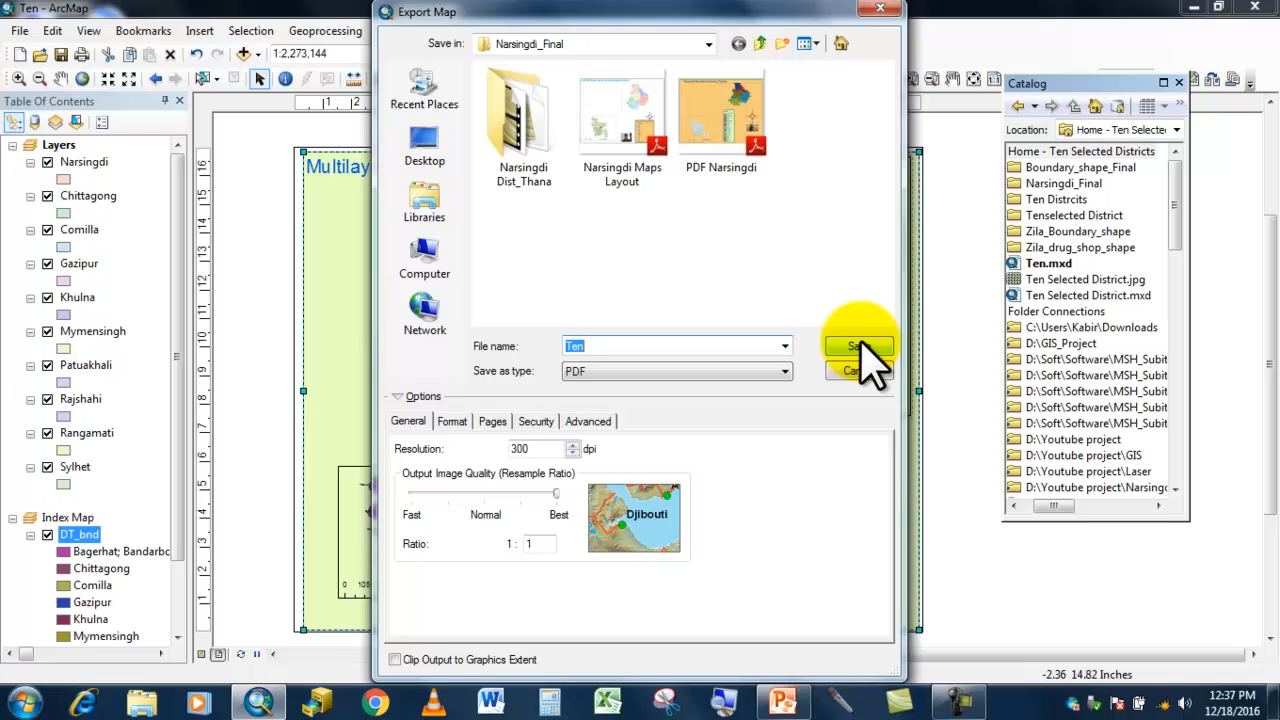 Ten - ArcMap
File Edit View Bookmarks Insert Selection Geoprocessing
1:2,273,144
Table Of Contents
Layers
Narsingdi
Chittagong
Comilla
Gazipur
Khulna
Mymensingh
Patuakhali
Rajshahi
Rangamati
Sylhet
Index Map
DT_bnd
Bagerhat; Bandarbc
Chittagong
Comilla
Gazipur
Khulna
Mymensingh
Multilay
Export Map
Save in: Narsingdi_Final
Recent Places
Desktop
Libraries
Computer
Network
Narsingdi
Dist_Thana
Narsingdi Maps
Layout
PDF Narsingdi
File name: Ten
Save as type: PDF
Options
General Format Pages Security Advanced
Resolution: 300 dpi
Output Image Quality (Resample Ratio)
Fast Normal Best
Ratio: 1 : 1
Djibouti
Clip Output to Graphics Extent
Catalog
Location: Home - Ten Selecte
Home - Ten Selected Districts
Boundary_shape_Final
Narsingdi_Final
Ten Distrcits
Tenselected District
Zila_Boundary_shape
Zila_drug_shop_shape
Ten.mxd
Ten Selected District.jpg
Ten Selected District.mxd
Folder Connections
C:\Users\Kabir\Downloads
D:\GIS_Project
D:\Soft\Software\MSH_Subit
D:\Soft\Software\MSH_Subit
D:\Soft\Software\MSH_Subit
D:\Soft\Software\MSH_Subit
D:\Soft\Software\MSH_Subit
D:\Youtube project
D:\Youtube project\GIS
D:\Youtube project\Laser
D:\Youtube project\Narsingd
-2.36 14.82 Inches
12:37 PM
12/18/2016